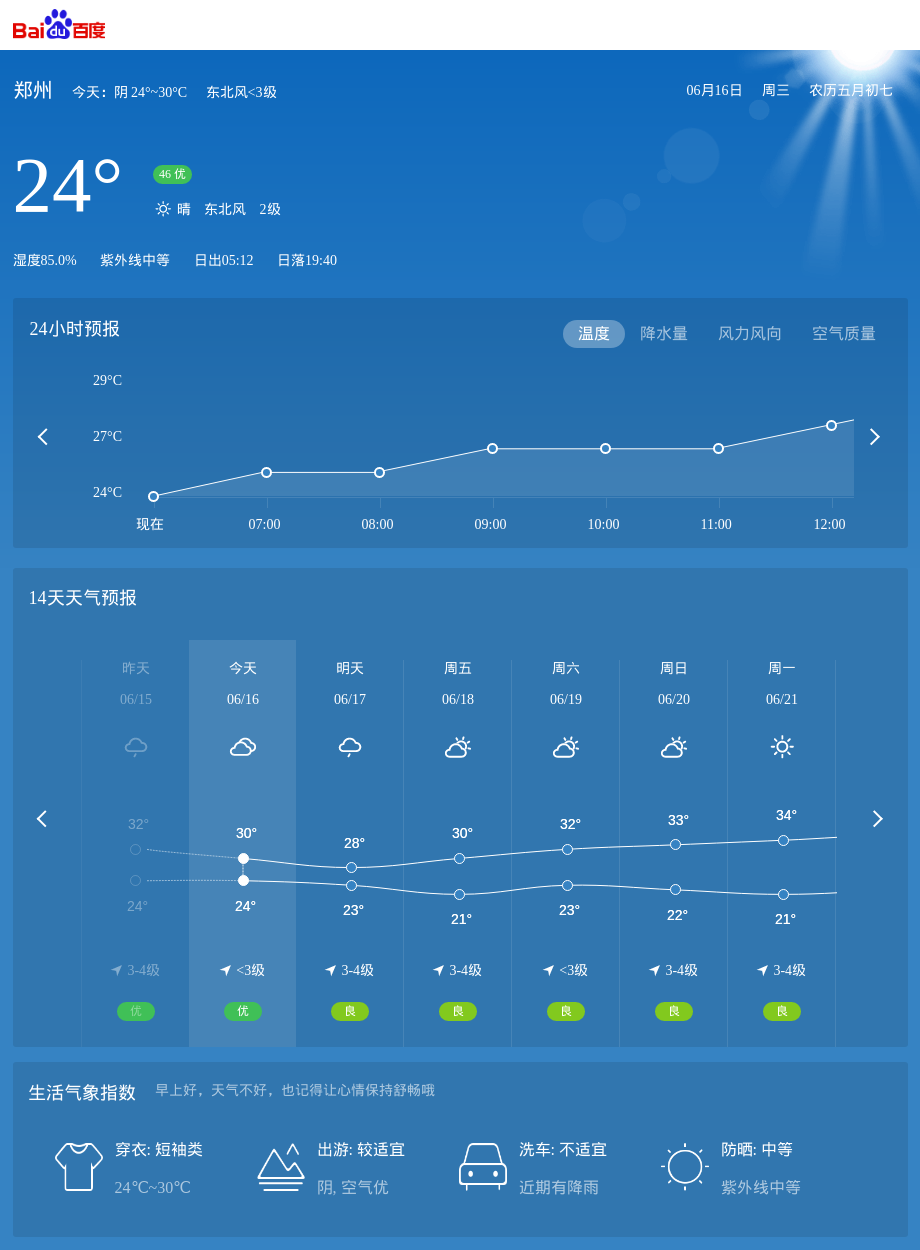 Bai du 百度
郑州 今天：阴 24°~30°C 东北风<3级 06月16日 周三 农历五月初七
24°
46 优
晴 东北风 2级
湿度85.0% 紫外线中等 日出05:12 日落19:40
24小时预报
温度 降水量 风力风向 空气质量
29°C
27°C
24°C
现在 07:00 08:00 09:00 10:00 11:00 12:00
14天天气预报
昨天 今天 明天 周五 周六 周日 周一
06/15 06/16 06/17 06/18 06/19 06/20 06/21
32° 30° 28° 30° 32° 33° 34°
24° 24° 23° 21° 23° 22° 21°
3-4级 <3级 3-4级 3-4级 <3级 3-4级 3-4级
优 优 良 良 良 良 良
生活气象指数 早上好，天气不好，也记得让心情保持舒畅哦
穿衣: 短袖类 出游: 较适宜 洗车: 不适宜 防晒: 中等
24℃~30℃ 阴, 空气优 近期有降雨 紫外线中等